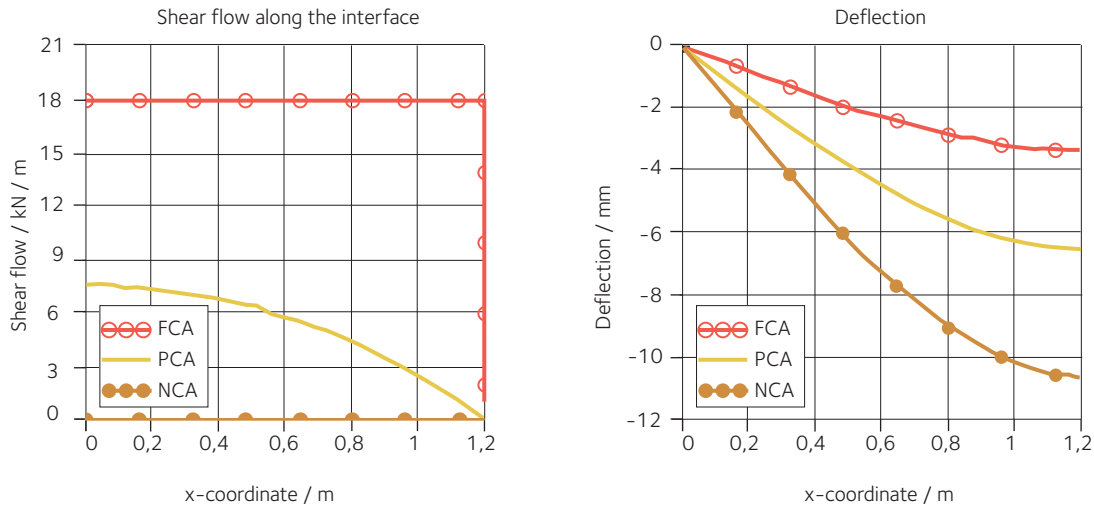 Shear flow along the interface
21
18
15
12
9
6
3
0
Shear flow / kN / m
FCA
PCA
NCA
0 0,2 0,4 0,6 0,8 1 1,2
x-coordinate / m
Deflection
0
-2
-4
-6
-8
-10
-12
Deflection / mm
FCA
PCA
NCA
0 0,2 0,4 0,6 0,8 1 1,2
x-coordinate / m